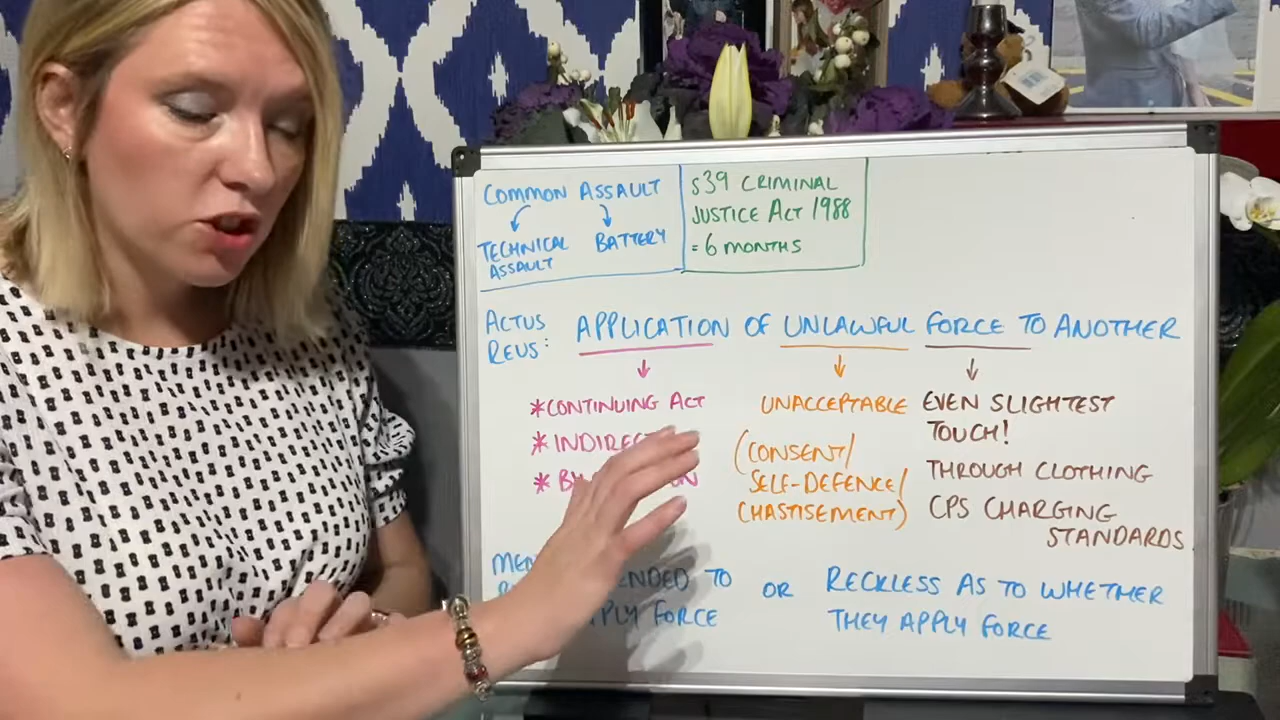 COMMON ASSAULT
TECHNICAL ASSAULT
BATTERY
S39 CRIMINAL
JUSTICE ACT 1988
= 6 MONTHS
ACTUS
REUS:
APPLICATION OF UNLAWFUL FORCE TO ANOTHER
*CONTINUING ACT
*INDIRECT
*
UNACCEPTABLE
(CONSENT/
SELF-DEFENCE/
CHASTISEMENT)
EVEN SLIGHTEST
TOUCH!
THROUGH CLOTHING
CPS CHARGING
STANDARDS
TO
FORCE
OR
RECKLESS AS TO WHETHER
THEY APPLY FORCE